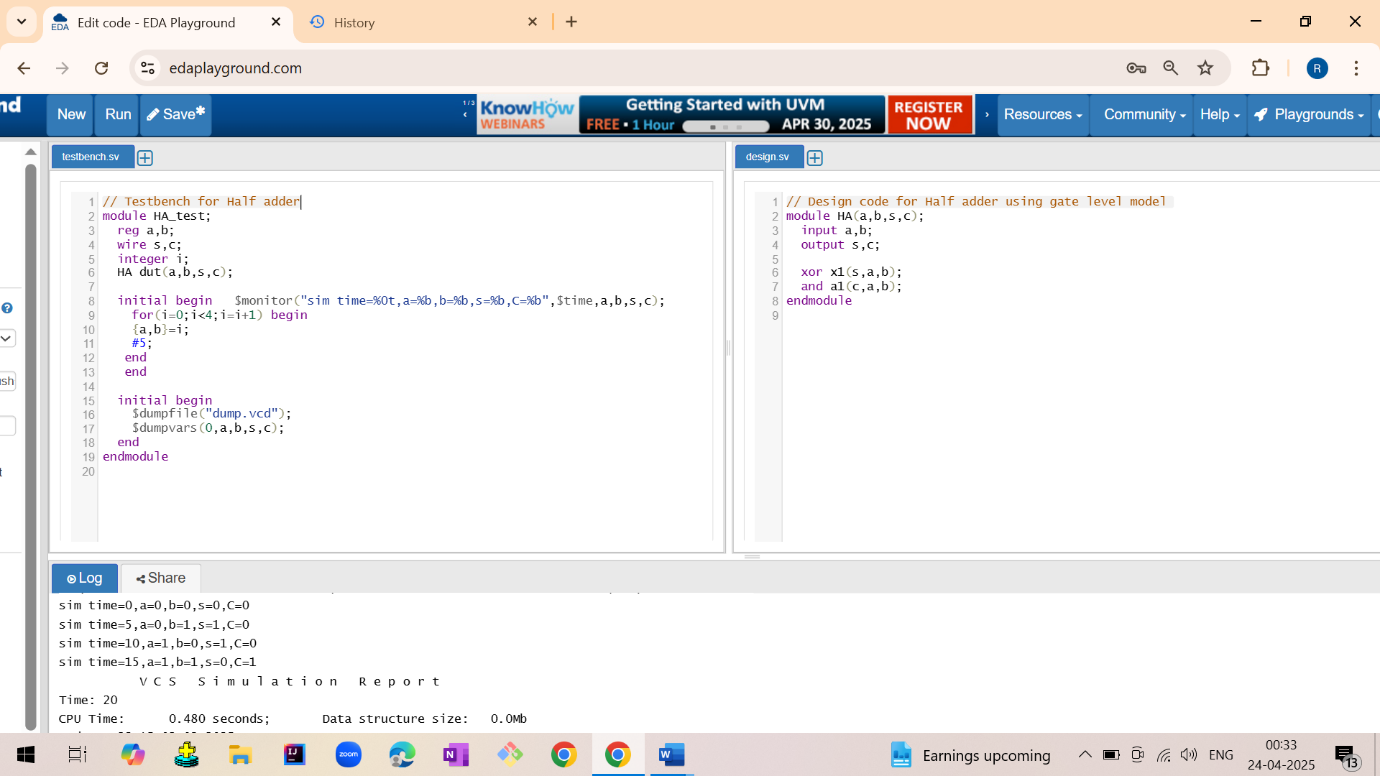 Edit code - EDA Playground
History
edaplayground.com
nd
New
Run
Save*
1/3
KnowHow
WEBINARS
Getting Started with UVM
FREE • 1 Hour
APR 30, 2025
REGISTER
NOW
Resources
Community
Help
Playgrounds
testbench.sv
1 // Testbench for Half adder
2 module HA_test;
3 reg a,b;
4 wire s,c;
5 integer i;
6 HA dut(a,b,s,c);
7
8 initial begin   $monitor("sim time=%0t,a=%b,b=%b,s=%b,C=%b",$time,a,b,s,c);
9 for(i=0;i<4;i=i+1) begin
10 {a,b}=i;
11 #5;
12 end
13 end
14
15 initial begin
16 $dumpfile("dump.vcd");
17 $dumpvars(0,a,b,s,c);
18 end
19 endmodule
20
design.sv
1 // Design code for Half adder using gate level model
2 module HA(a,b,s,c);
3 input a,b;
4 output s,c;
5
6 xor x1(s,a,b);
7 and a1(c,a,b);
8 endmodule
9
Log
Share
sim time=0,a=0,b=0,s=0,C=0
sim time=5,a=0,b=1,s=1,C=0
sim time=10,a=1,b=0,s=1,C=0
sim time=15,a=1,b=1,s=0,C=1
V C S   S i m u l a t i o n   R e p o r t
Time: 20
CPU Time:      0.480 seconds;       Data structure size:   0.0Mb
zoom
Earnings upcoming
ENG
00:33
24-04-2025
13